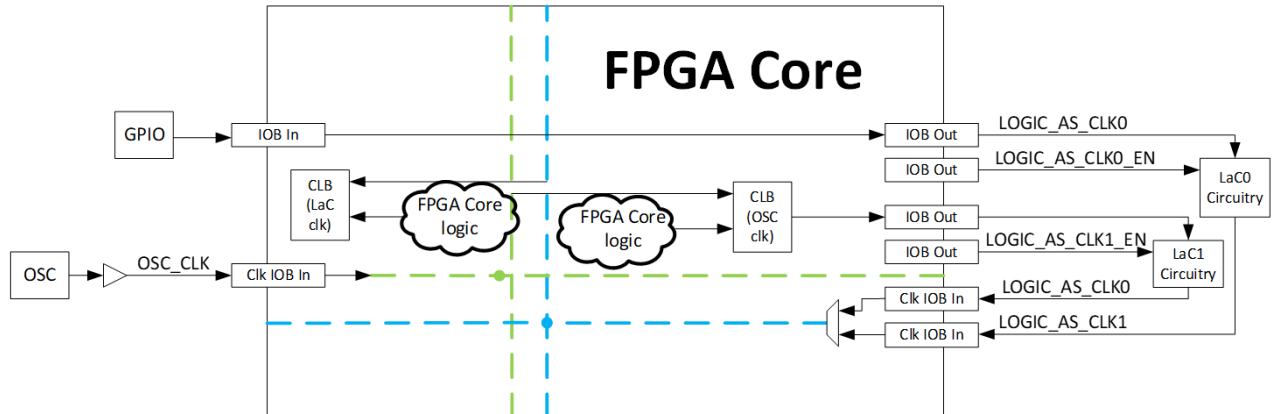 FPGA Core
GPIO
IOB In
IOB Out
LOGIC_AS_CLK0
IOB Out
LOGIC_AS_CLK0_EN
LaC0
Circuitry
CLB
(LaC
clk)
FPGA Core
logic
FPGA Core
logic
CLB
(OSC
clk)
IOB Out
IOB Out
LOGIC_AS_CLK1_EN
LaC1
Circuitry
OSC
OSC_CLK
Clk IOB In
Clk IOB In
LOGIC_AS_CLK0
Clk IOB In
LOGIC_AS_CLK1